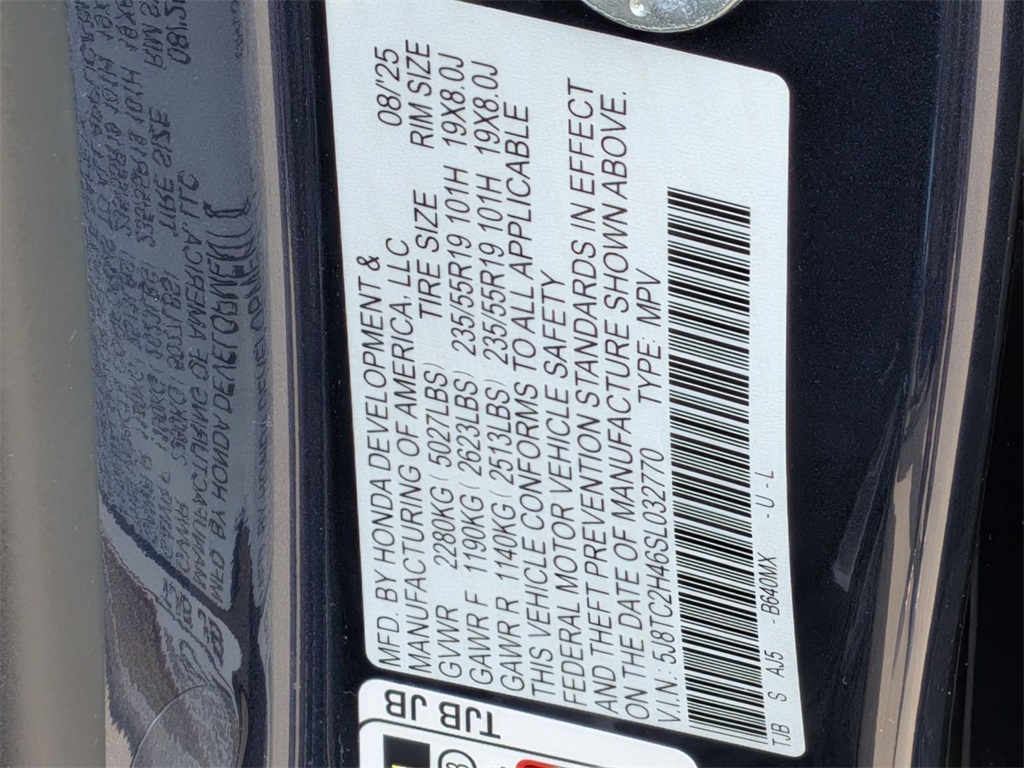 MFD. BY HONDA DEVELOPMENT & 08/25
MANUFACTURING OF AMERICA, LLC
TIRE SIZE RIM SIZE
GVWR 2280KG ( 5027LBS)
GAWR F 1190KG ( 2623LBS) 235/55R19 101H 19X8.0J
GAWR R 1140KG ( 2513LBS) 235/55R19 101H 19X8.0J
THIS VEHICLE CONFORMS TO ALL APPLICABLE
FEDERAL MOTOR VEHICLE SAFETY
AND THEFT PREVENTION STANDARDS IN EFFECT
ON THE DATE OF MANUFACTURE SHOWN ABOVE.
V.I.N.: 5J8TC2H46SL032770 TYPE: MPV
TJB S AJ5 -B640MX -U-L
TJB JB